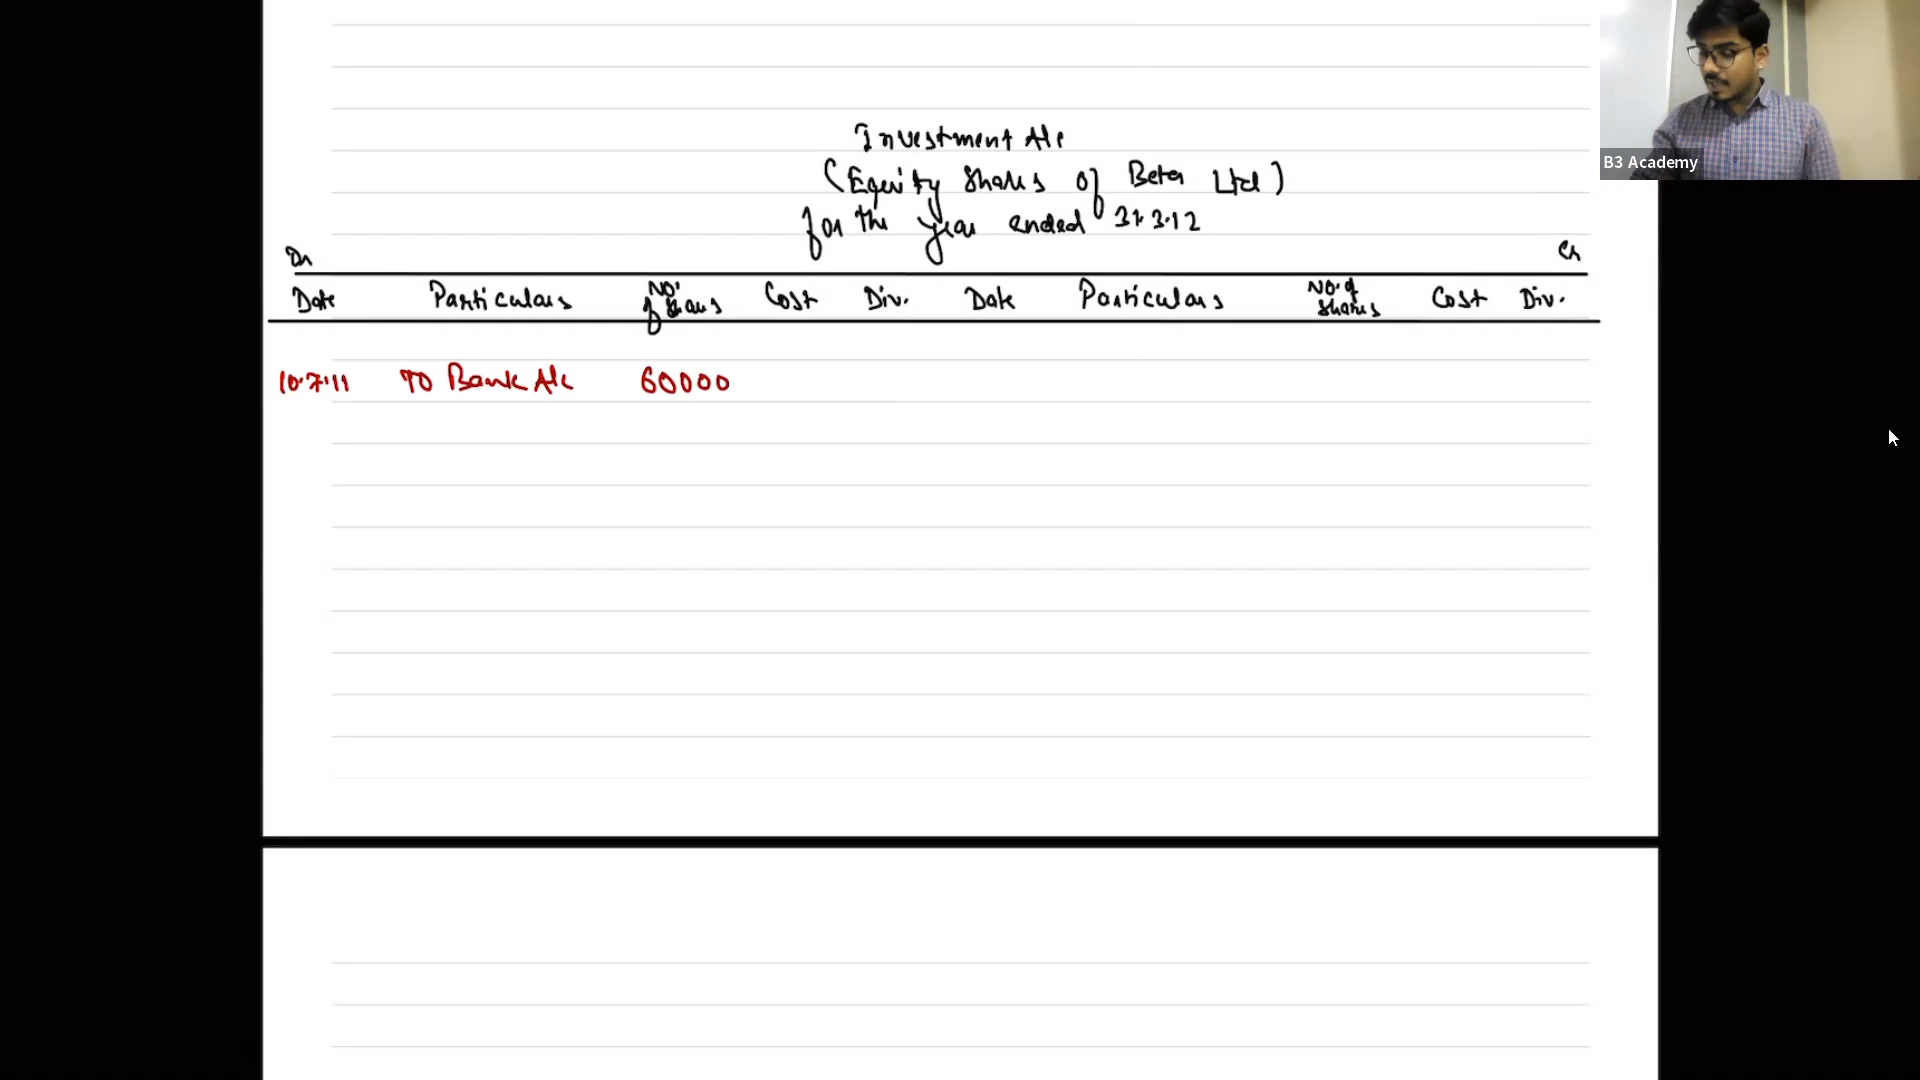 B3 Academy
Investment A/c
(Equity Shares of Beta Ltd)
for the year ended 31.3.12
Dr Cr
Date Particulars No. of Shares Cost Div. Date Particulars No. of Shares Cost Div.
10.7.11 To Bank A/c 60000